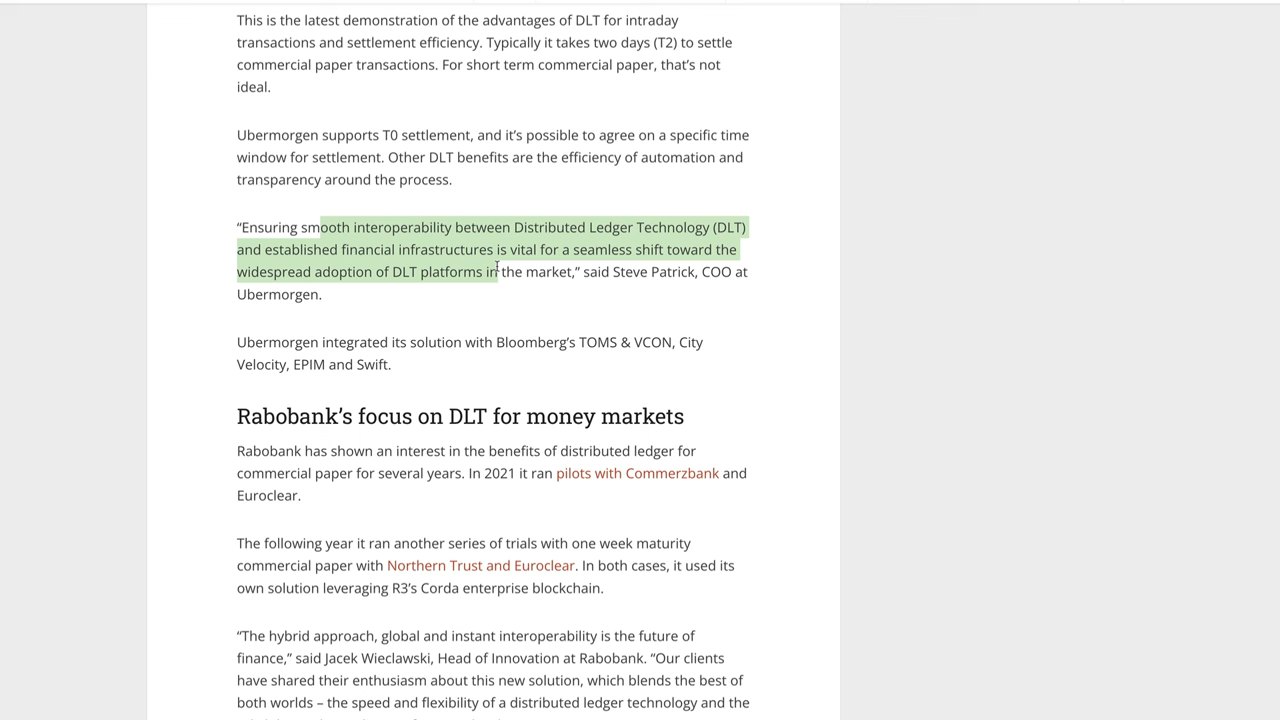 This is the latest demonstration of the advantages of DLT for intraday
transactions and settlement efficiency. Typically it takes two days (T2) to settle
commercial paper transactions. For short term commercial paper, that’s not
ideal.
Ubermorgen supports T0 settlement, and it’s possible to agree on a specific time
window for settlement. Other DLT benefits are the efficiency of automation and
transparency around the process.
“Ensuring smooth interoperability between Distributed Ledger Technology (DLT)
and established financial infrastructures is vital for a seamless shift toward the
widespread adoption of DLT platforms in the market,” said Steve Patrick, COO at
Ubermorgen.
Ubermorgen integrated its solution with Bloomberg’s TOMS & VCON, City
Velocity, EPIM and Swift.
Rabobank’s focus on DLT for money markets
Rabobank has shown an interest in the benefits of distributed ledger for
commercial paper for several years. In 2021 it ran pilots with Commerzbank and
Euroclear.
The following year it ran another series of trials with one week maturity
commercial paper with Northern Trust and Euroclear. In both cases, it used its
own solution leveraging R3’s Corda enterprise blockchain.
“The hybrid approach, global and instant interoperability is the future of
finance,” said Jacek Wieclawski, Head of Innovation at Rabobank. “Our clients
have shared their enthusiasm about this new solution, which blends the best of
both worlds – the speed and flexibility of a distributed ledger technology and the